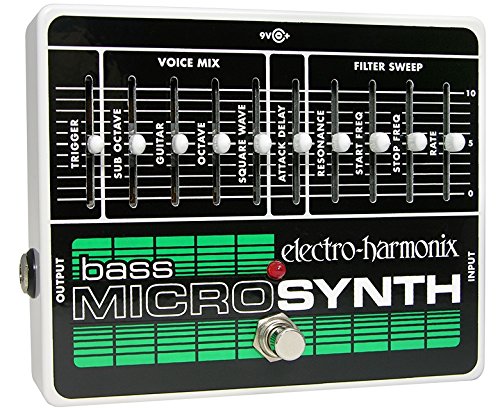 9V +
VOICE MIX
FILTER SWEEP
TRIGGER
SUB OCTAVE
GUITAR
OCTAVE
SQUARE WAVE
ATTACK DELAY
RESONANCE
START FREQ
STOP FREQ
RATE
10
5
0
OUTPUT
INPUT
electro-harmonix
bass
MICROSYNTH